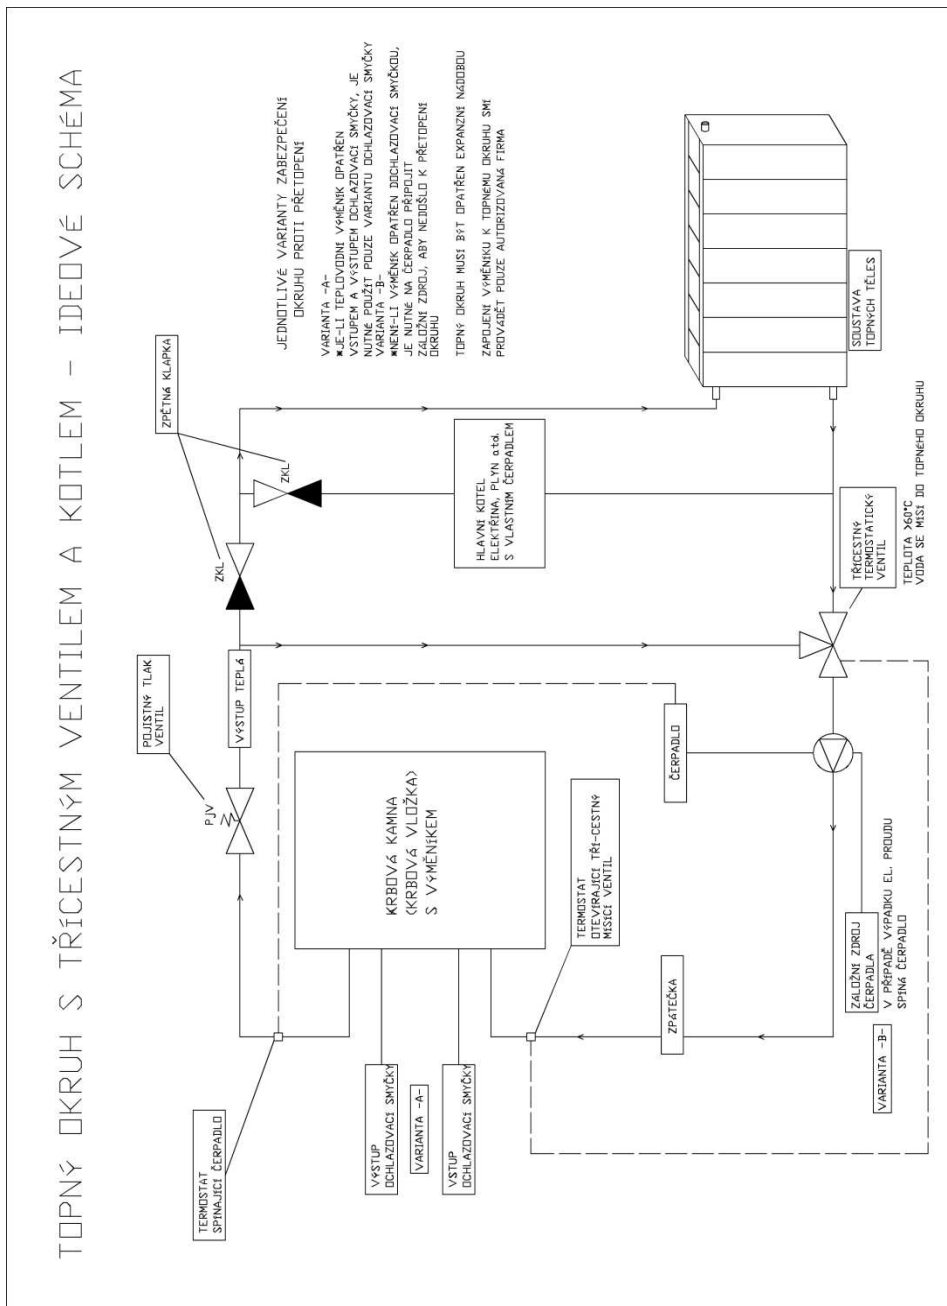 TOPNÝ OKRUH S TŘÍCESTNÝM VENTILEM A KOTLEM - IDEOVÉ SCHÉMA
JEDNOTLIVÉ VARIANTY ZABEZPEČENÍ
OKRUHU PROTI PŘETOPENÍ
VARIANTA -A-
*JE-LI TEPLOVODNÍ VÝMĚNÍK OPATŘEN
VSTUPEM A VÝSTUPEM OCHLAZOVACÍ SMYČKY, JE
NUTNÉ POUŽÍT POUZE VARIANTU OCHLAZOVACÍ SMYČKY
VARIANTA -B-
*NENÍ-LI VÝMĚNÍK OPATŘEN DOCHLAZOVACÍ SMYČKOU,
JE NUTNÉ NA ČERPADLO PŘIPOJIT
ZÁLOŽNÍ ZDROJ, ABY NEDOŠLO K PŘETOPENÍ
OKRUHU
TOPNÝ OKRUH MUSÍ BÝT OPATŘEN EXPANZNÍ NÁDOBOU
ZAPOJENÍ VÝMĚNÍKU K TOPNÉMU OKRUHU SMÍ
PROVÁDĚT POUZE AUTORIZOVANÁ FIRMA
TERMOSTAT
SPÍNAJÍCÍ ČERPADLO
POJISTNÝ TLAK
VENTIL
PJV
VÝSTUP TEPLÁ
ZPĚTNÁ KLAPKA
ZKL
ZKL
VÝSTUP
OCHLAZOVACÍ SMYČKY
VARIANTA -A-
VSTUP
OCHLAZOVACÍ SMYČKY
KRBOVÁ KAMNA
(KRBOVÁ VLOŽKA)
S VÝMĚNÍKEM
HLAVNÍ KOTEL
ELEKTŘINA, PLYN atd.
S VLASTNÍM ČERPADLEM
TERMOSTAT
OTEVÍRAJÍCÍ TŘÍ-CESTNÝ
MÍSÍCÍ VENTIL
ČERPADLO
ZPÁTEČKA
SOUSTAVA
TOPNÝCH TĚLES
TŘÍCESTNÝ
TERMOSTATICKÝ
VENTIL
TEPLOTA >60°C
VODA SE MÍSÍ DO TOPNÉHO OKRUHU
ZÁLOŽNÍ ZDROJ
ČERPADLA
V PŘÍPADĚ VÝPADKU EL. PROUDU
SPÍNÁ ČERPADLO
VARIANTA -B-